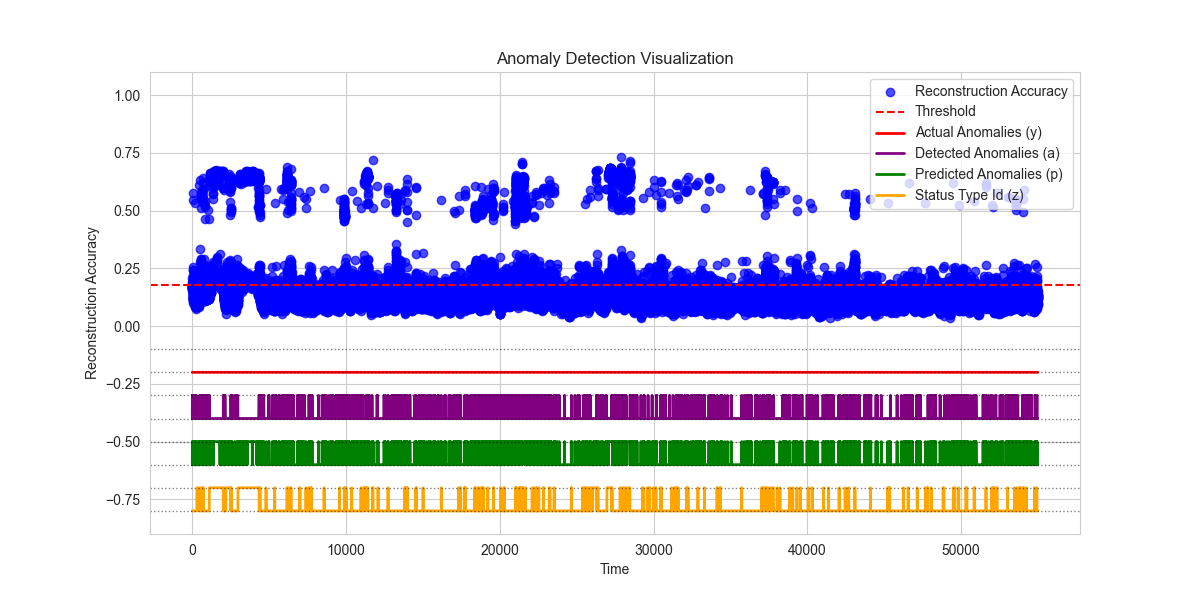 Anomaly Detection Visualization
1.00
0.75
0.50
0.25
0.00
−0.25
−0.50
−0.75
Reconstruction Accuracy
Reconstruction Accuracy
Threshold
Actual Anomalies (y)
Detected Anomalies (a)
Predicted Anomalies (p)
Status Type Id (z)
0
10000
20000
30000
40000
50000
Time